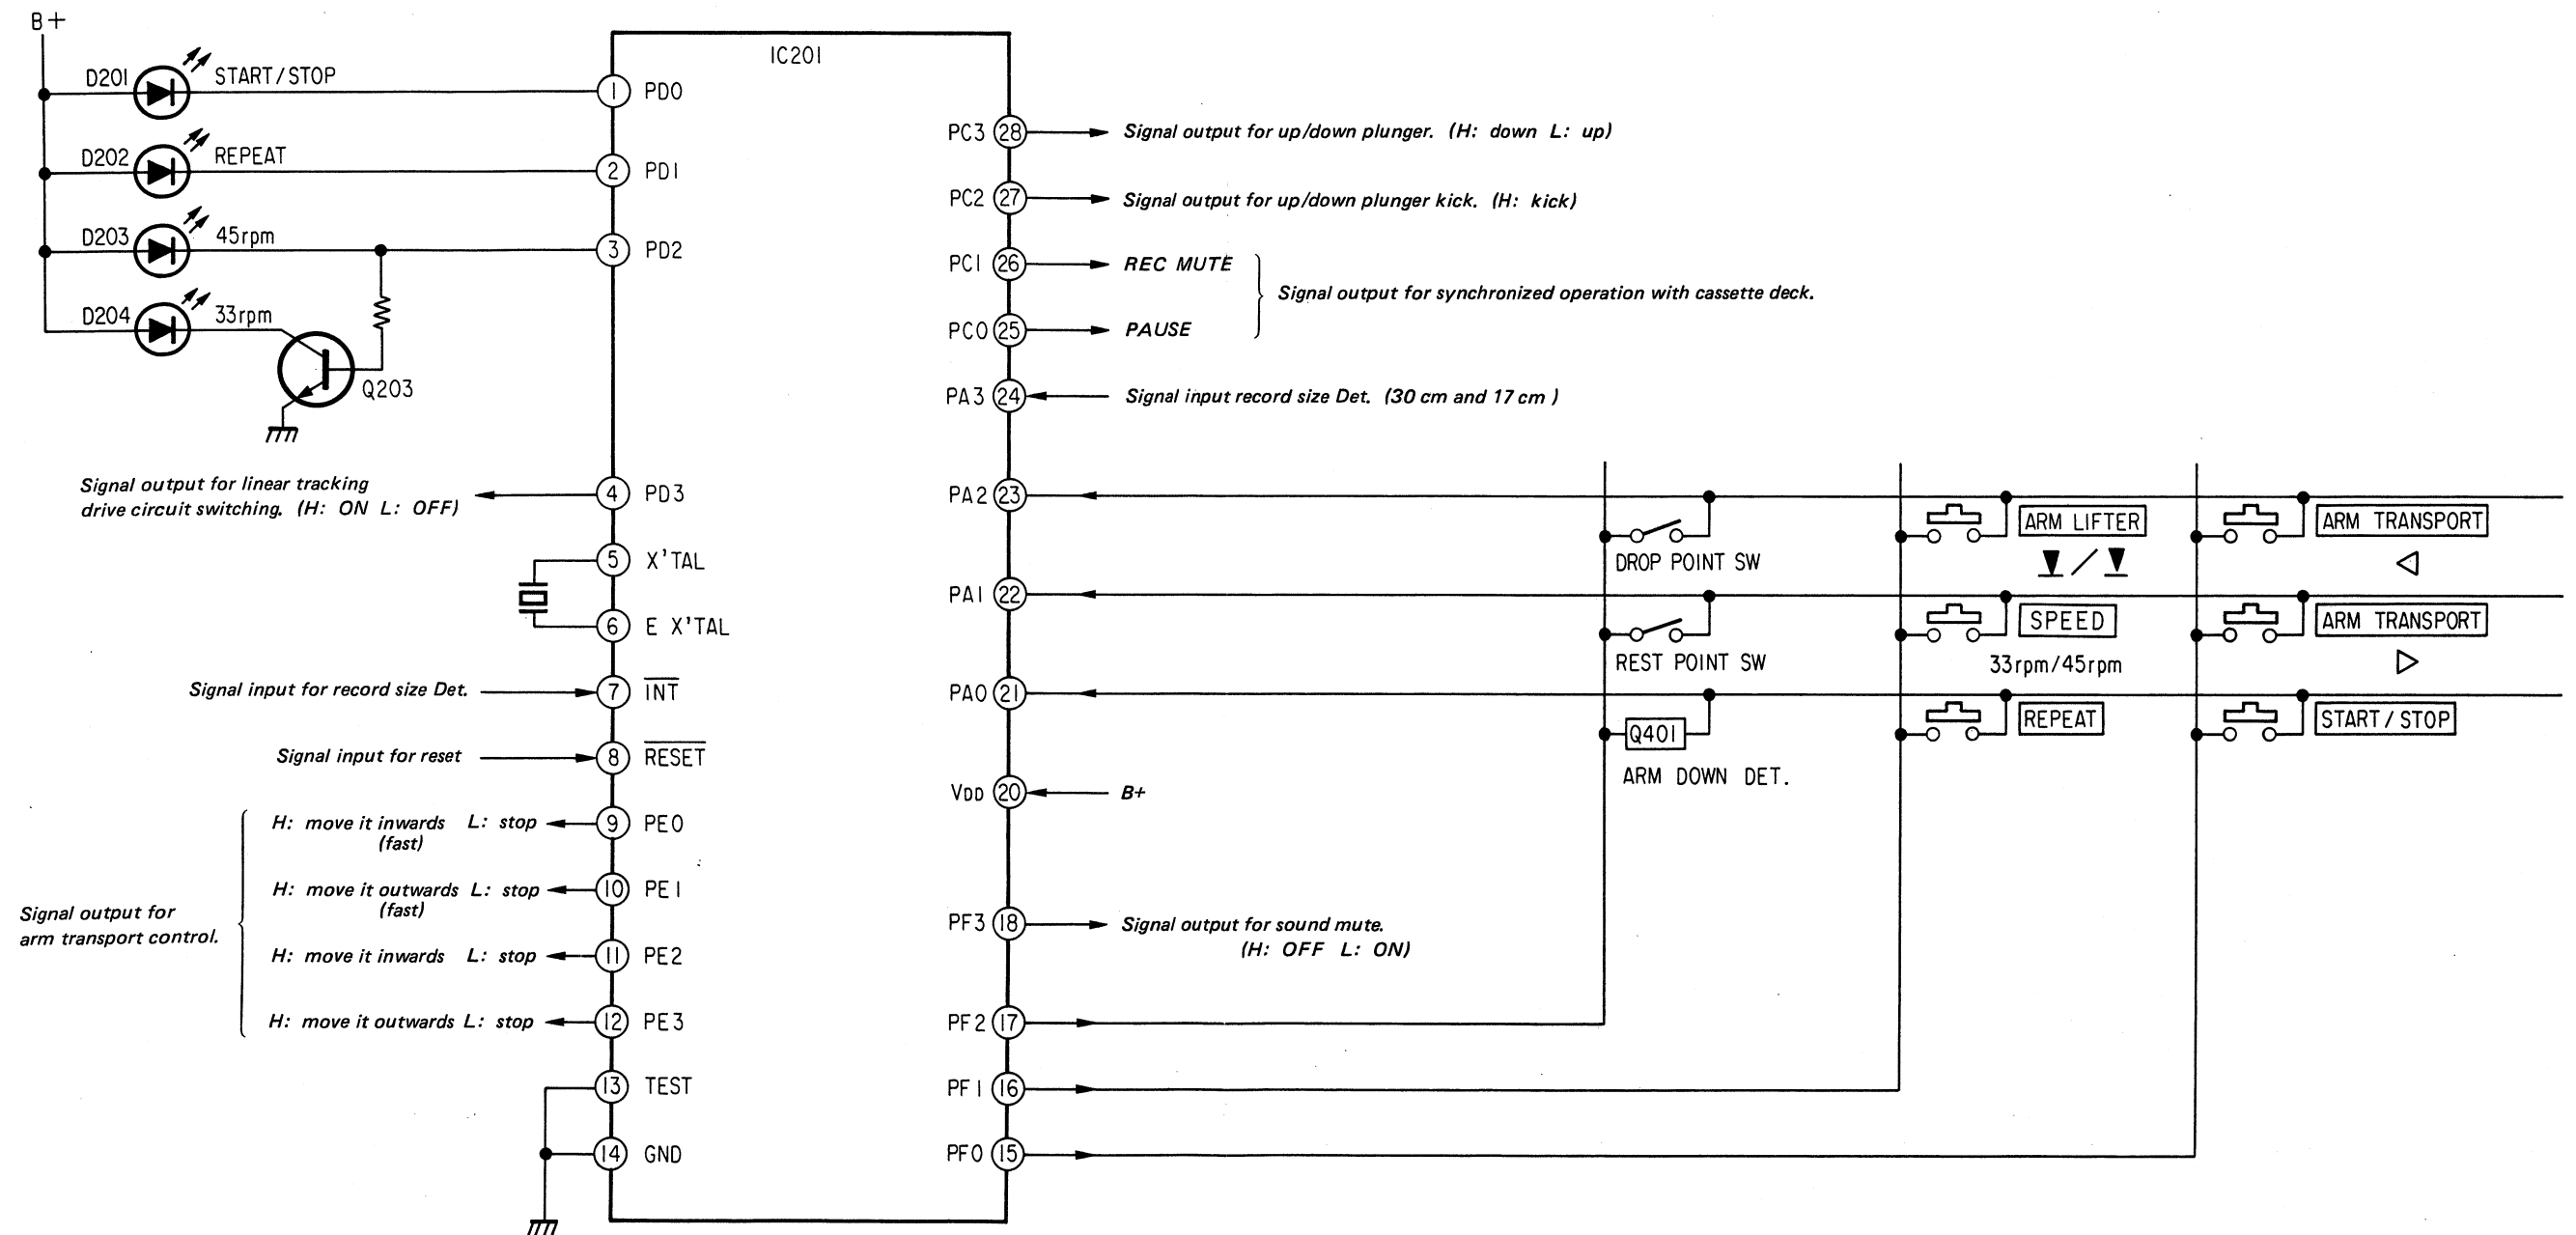 B+
IC201
D201
START/STOP
1
PD0
D202
REPEAT
2
PD1
D203
45rpm
3
PD2
D204
33rpm
Q203
Signal output for linear tracking
drive circuit switching. (H: ON L: OFF)
4
PD3
5
X'TAL
6
E X'TAL
Signal input for record size Det.
7
INT
Signal input for reset
8
RESET
Signal output for
arm transport control.
H: move it inwards L: stop
(fast)
9
PE0
H: move it outwards L: stop
(fast)
10
PE1
H: move it inwards L: stop
11
PE2
H: move it outwards L: stop
12
PE3
13
TEST
14
GND
PC3
28
Signal output for up/down plunger. (H: down L: up)
PC2
27
Signal output for up/down plunger kick. (H: kick)
PC1
26
REC MUTE
Signal output for synchronized operation with cassette deck.
PC0
25
PAUSE
PA3
24
Signal input record size Det. (30 cm and 17 cm )
PA2
23
DROP POINT SW
ARM LIFTER
ARM TRANSPORT
PA1
22
REST POINT SW
SPEED
33rpm/45rpm
ARM TRANSPORT
PA0
21
Q401
ARM DOWN DET.
REPEAT
START/STOP
VDD
20
B+
PF3
18
Signal output for sound mute.
(H: OFF L: ON)
PF2
17
PF1
16
PF0
15